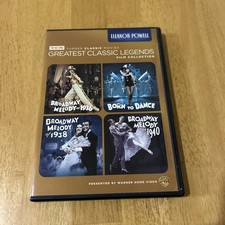 TCM TURNER CLASSIC MOVIES
ELEANOR POWELL
GREATEST CLASSIC LEGENDS
FILM COLLECTION
BROADWAY
MELODY of 1936
BORN TO DANCE
BROADWAY
MELODY OF
1938
BROADWAY
MELODY OF
1940
PRESENTED BY WARNER HOME VIDEO